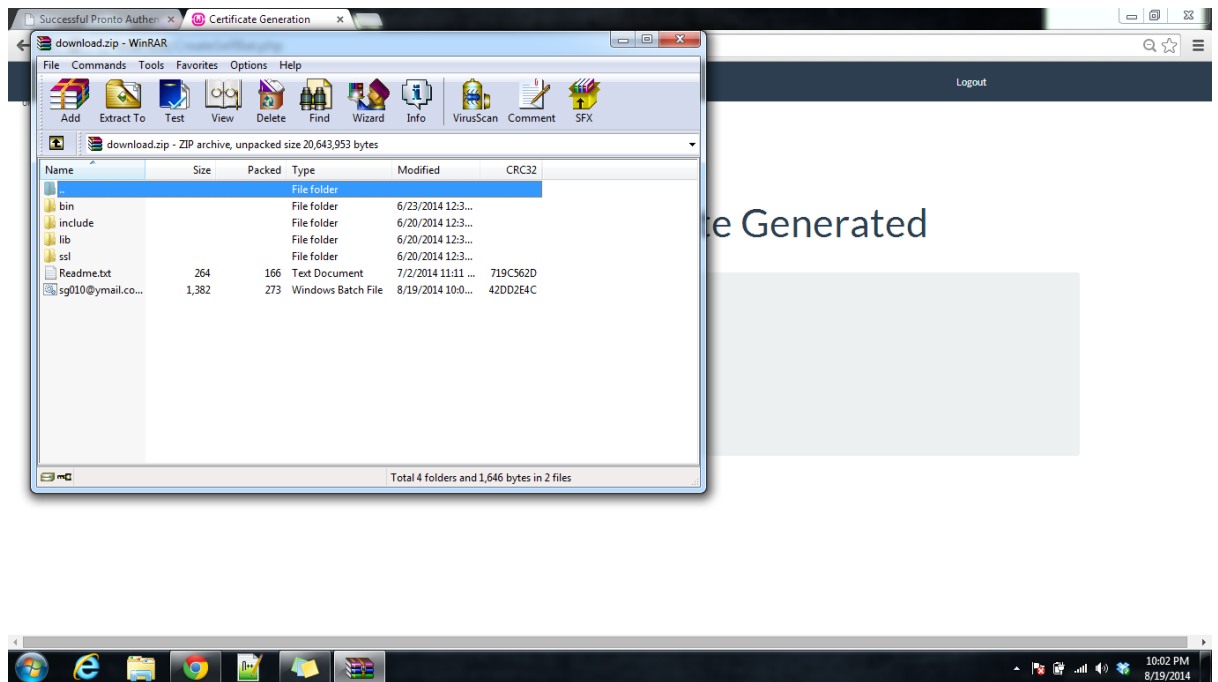 Successful Pronto Authen
Certificate Generation
download.zip - WinRAR
File Commands Tools Favorites Options Help
Logout
Add Extract To Test View Delete Find Wizard Info VirusScan Comment SFX
download.zip - ZIP archive, unpacked size 20,643,953 bytes
Name Size Packed Type Modified CRC32
.. File folder
bin File folder 6/23/2014 12:3...
include File folder 6/20/2014 12:3...
lib File folder 6/20/2014 12:3...
ssl File folder 6/20/2014 12:3...
Readme.txt 264 166 Text Document 7/2/2014 11:11 ... 719C562D
sg010@ymail.co... 1,382 273 Windows Batch File 8/19/2014 10:0... 42DD2E4C
te Generated
Total 4 folders and 1,646 bytes in 2 files
10:02 PM
8/19/2014